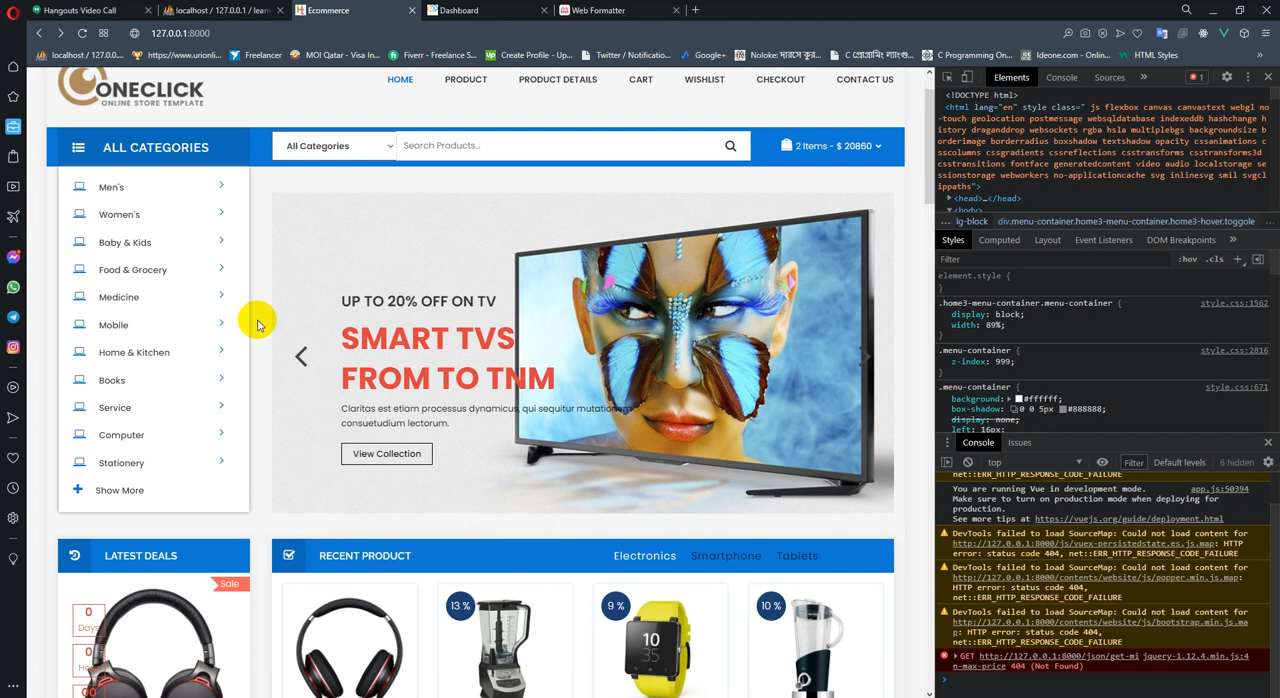 Hangouts Video Call
localhost / 127.0.0.1 / lear
Ecommerce
Dashboard
Web Formatter
127.0.0.1:8000
localhost / 127.0.0....
https://www.urionli...
Freelancer
MOI Qatar - Visa In...
Fiverr - Freelance S...
Create Profile - Up...
Twitter / Notificatio...
Google+
C Programming On...
Ideone.com - Onlin...
HTML Styles
ONECLICK
ONLINE STORE TEMPLATE
HOME
PRODUCT
PRODUCT DETAILS
CART
WISHLIST
CHECKOUT
CONTACT US
ALL CATEGORIES
All Categories
Search Products...
2 Items - $ 20860
Men's
Women's
Baby & Kids
Food & Grocery
Medicine
Mobile
Home & Kitchen
Books
Service
Computer
Stationery
Show More
UP TO 20% OFF ON TV
SMART TVS
FROM TO TNM
Claritas est etiam processus dynamicus, qui sequitur mutationem
consuetudium lectorum.
View Collection
LATEST DEALS
Sale
0
Days
0
00
RECENT PRODUCT
Electronics
Smartphone
Tablets
13 %
9 %
10
35
10 %
Elements
Console
Sources
1
<!DOCTYPE html>
<html lang="en" style class=" js flexbox canvas canvastext webgl no-
touch geolocation postmessage websqldatabase indexeddb hashchange
history draganddrop websockets rgba hsla multiplebgs backgroundsize b
orderimage borderradius boxshadow textshadow opacity cssanimations c
sscolumns cssgradients cssreflections csstransforms csstransforms3d
csstransitions fontface generatedcontent video audio localstorage se
ssionstorage webworkers no-applicationcache svg inlinesvg smil svgcl
ippaths">
<head>…</head>
<body>
... lg-block
div.menu-container.home3-menu-container.home3-hover.toggole
Styles
Computed
Layout
Event Listeners
DOM Breakpoints
Filter
:hov .cls
element.style {
}
.home3-menu-container.menu-container {
style.css:1562
display: block;
width: 89%;
}
.menu-container {
style.css:2816
z-index: 999;
}
.menu-container {
style.css:671
background: #ffffff;
box-shadow: 0 0 5px #888888;
display: none;
left: 16px;
Console
Issues
top
Filter
Default levels
6 hidden
net::ERR_HTTP_RESPONSE_CODE_FAILURE
You are running Vue in development mode.
app.js:50394
Make sure to turn on production mode when deploying for
production.
See more tips at https://vuejs.org/guide/deployment.html
DevTools failed to load SourceMap: Could not load content for
http://127.0.0.1:8000/js/vuex-persistedstate.es.js.map: HTTP
error: status code 404, net::ERR_HTTP_RESPONSE_CODE_FAILURE
DevTools failed to load SourceMap: Could not load content for
http://127.0.0.1:8000/contents/website/js/popper.min.js.map:
HTTP error: status code 404,
net::ERR_HTTP_RESPONSE_CODE_FAILURE
DevTools failed to load SourceMap: Could not load content for
http://127.0.0.1:8000/contents/website/js/bootstrap.min.js.ma
p: HTTP error: status code 404,
net::ERR_HTTP_RESPONSE_CODE_FAILURE
GET http://127.0.0.1:8000/json/get-mi jquery-1.12.4.min.js:4
n-max-price 404 (Not Found)